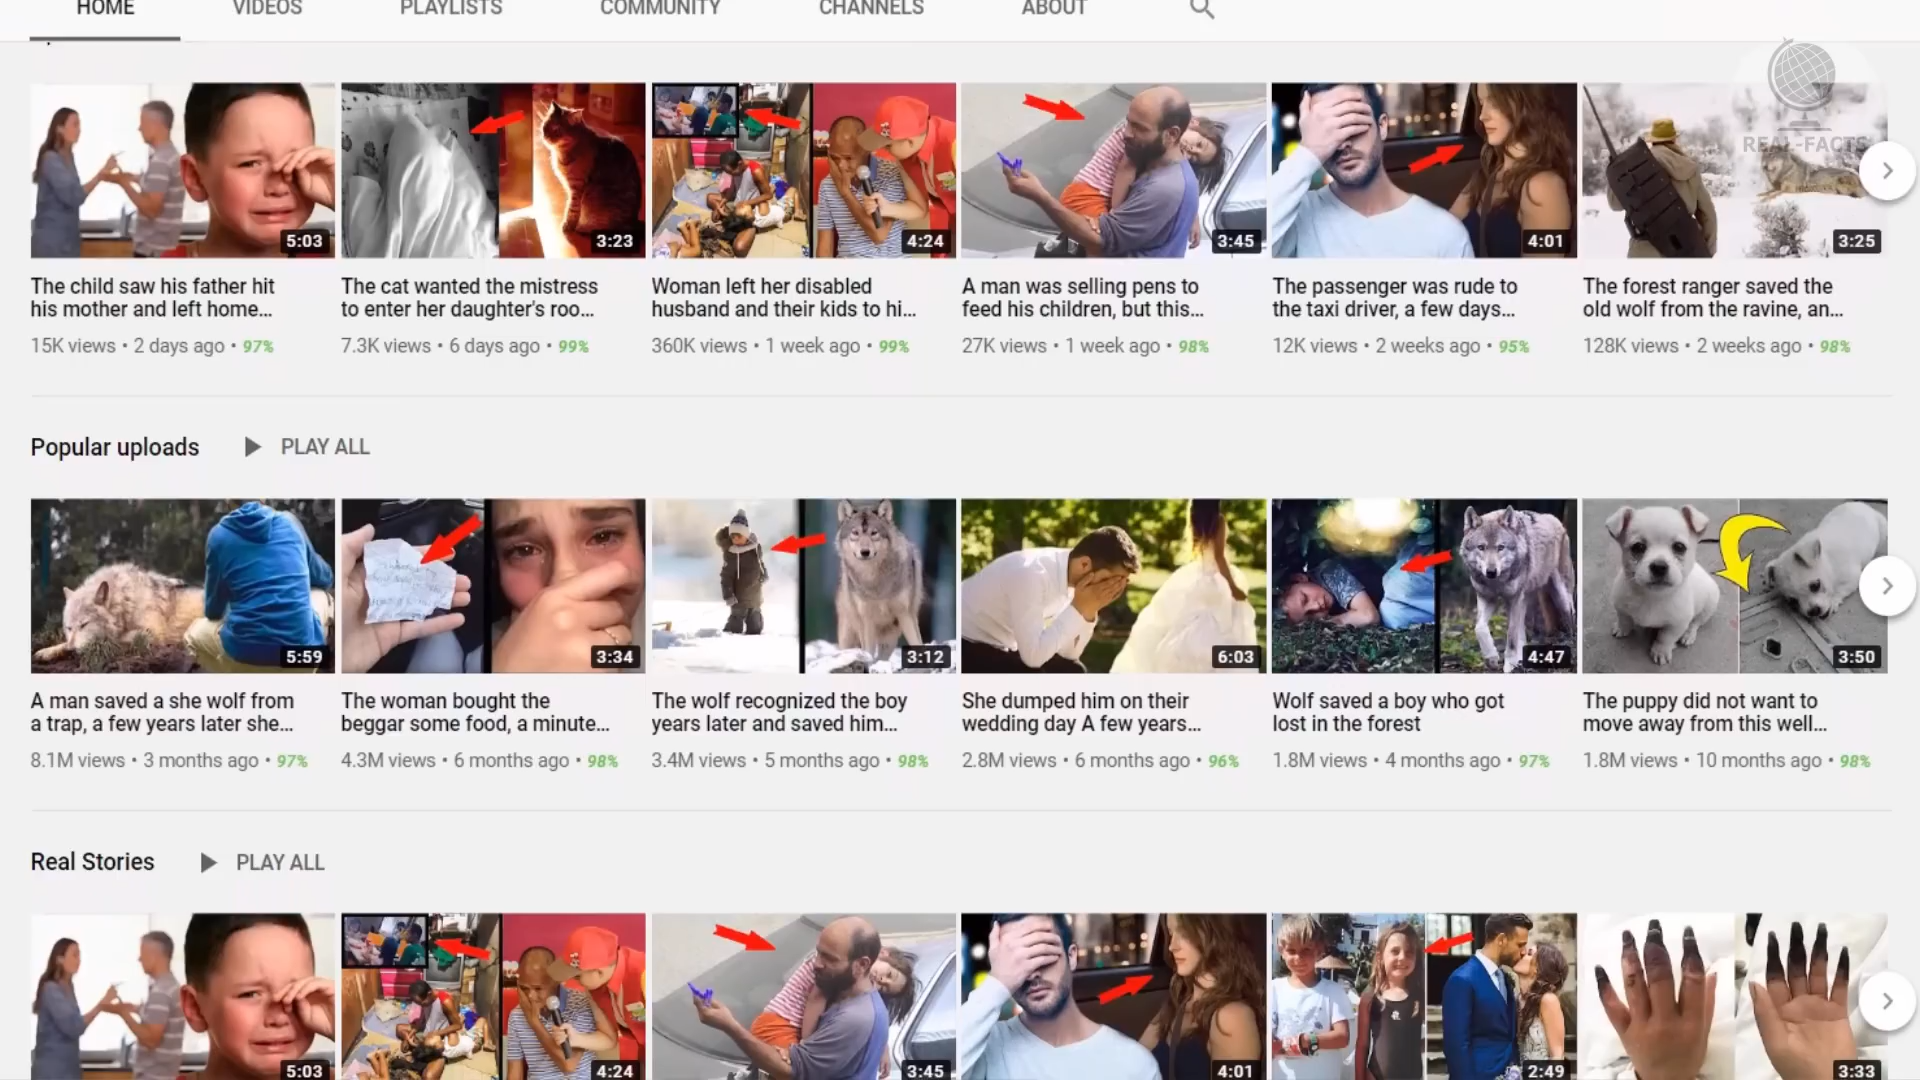 HOME VIDEOS PLAYLISTS COMMUNITY CHANNELS ABOUT
REAL-FACTS
5:03 3:23 4:24 3:45 4:01 3:25
The child saw his father hit
his mother and left home...
15K views • 2 days ago • 97%
The cat wanted the mistress
to enter her daughter's roo...
7.3K views • 6 days ago • 99%
Woman left her disabled
husband and their kids to hi...
360K views • 1 week ago • 99%
A man was selling pens to
feed his children, but this...
27K views • 1 week ago • 98%
The passenger was rude to
the taxi driver, a few days...
12K views • 2 weeks ago • 95%
The forest ranger saved the
old wolf from the ravine, an...
128K views • 2 weeks ago • 98%
Popular uploads PLAY ALL
5:59 3:34 3:12 6:03 4:47 3:50
A man saved a she wolf from
a trap, a few years later she...
8.1M views • 3 months ago • 97%
The woman bought the
beggar some food, a minute...
4.3M views • 6 months ago • 98%
The wolf recognized the boy
years later and saved him...
3.4M views • 5 months ago • 98%
She dumped him on their
wedding day A few years...
2.8M views • 6 months ago • 96%
Wolf saved a boy who got
lost in the forest
1.8M views • 4 months ago • 97%
The puppy did not want to
move away from this well...
1.8M views • 10 months ago • 98%
Real Stories PLAY ALL
5:03 4:24 3:45 4:01 2:49 3:33